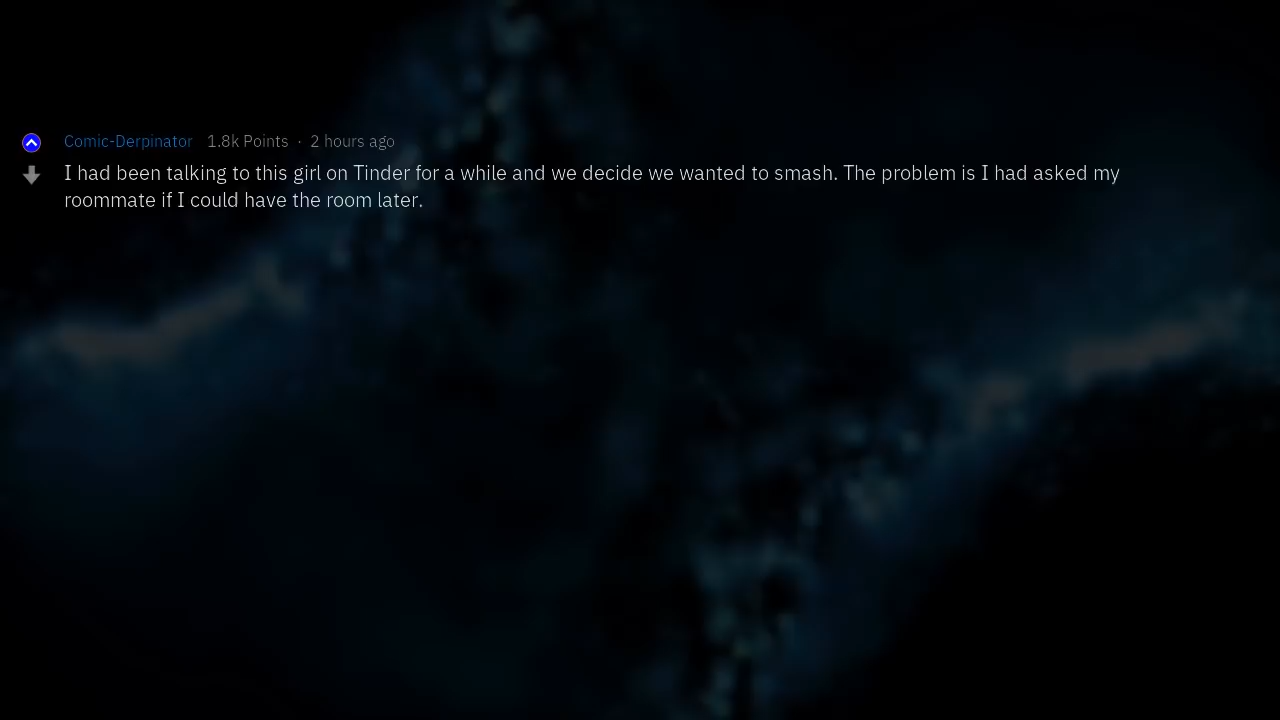 Comic-Derpinator 1.8k Points · 2 hours ago
I had been talking to this girl on Tinder for a while and we decide we wanted to smash. The problem is I had asked my
roommate if I could have the room later.